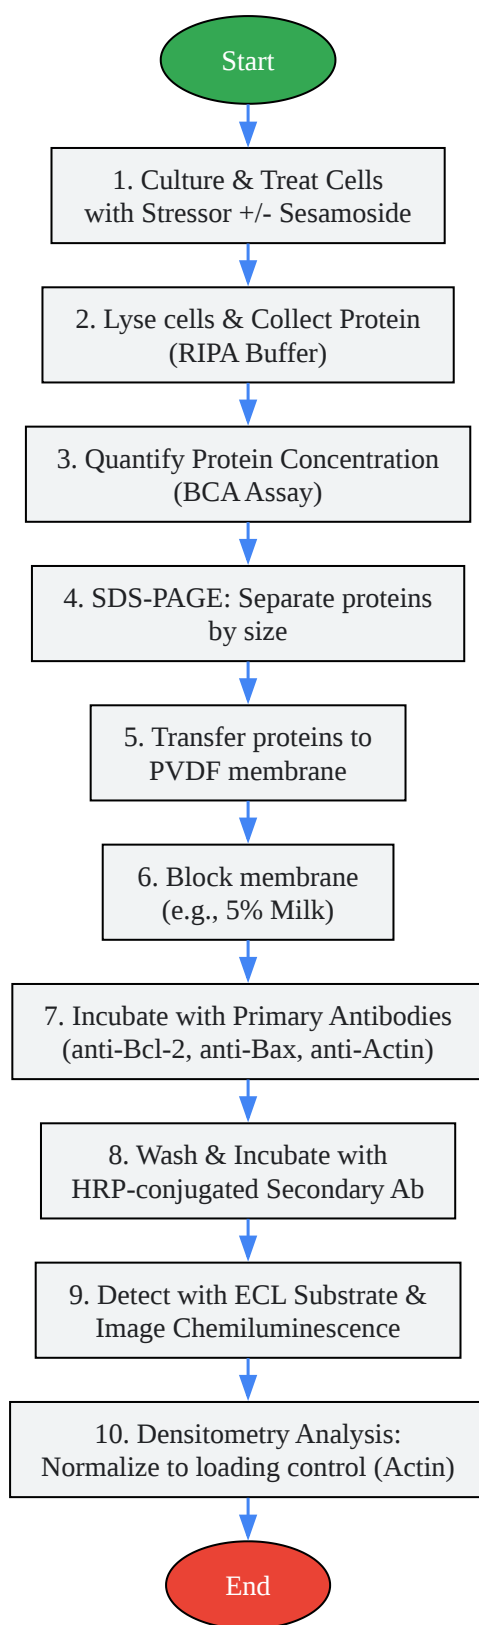 Start
1. Culture & Treat Cells
with Stressor +/- Sesamoside
2. Lyse cells & Collect Protein
(RIPA Buffer)
3. Quantify Protein Concentration
(BCA Assay)
4. SDS-PAGE: Separate proteins
by size
5. Transfer proteins to
PVDF membrane
6. Block membrane
(e.g., 5% Milk)
7. Incubate with Primary Antibodies
(anti-Bcl-2, anti-Bax, anti-Actin)
8. Wash & Incubate with
HRP-conjugated Secondary Ab
9. Detect with ECL Substrate &
Image Chemiluminescence
10. Densitometry Analysis:
Normalize to loading control (Actin)
End